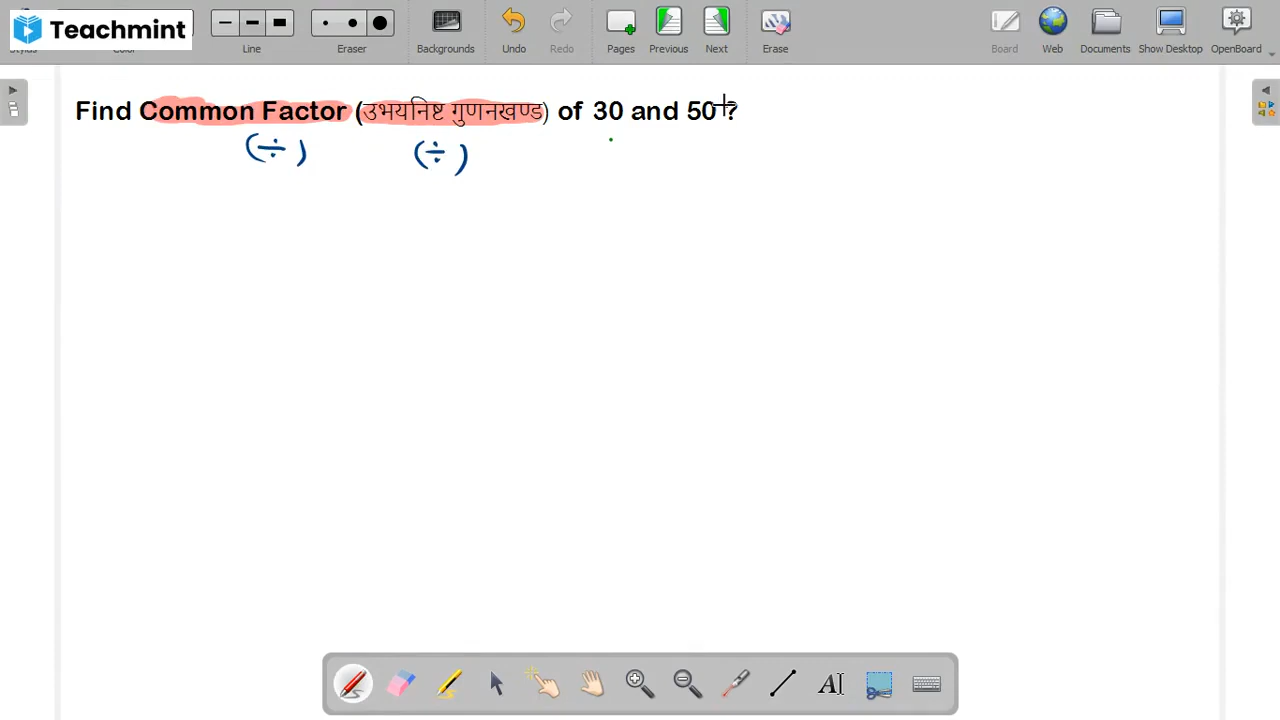 Teachmint
Color Line Eraser Backgrounds Undo Redo Pages Previous Next Erase Board Web Documents Show Desktop OpenBoard
Find Common Factor (उभयनिष्ट गुणनखण्ड) of 30 and 50 ?
(÷) (÷)